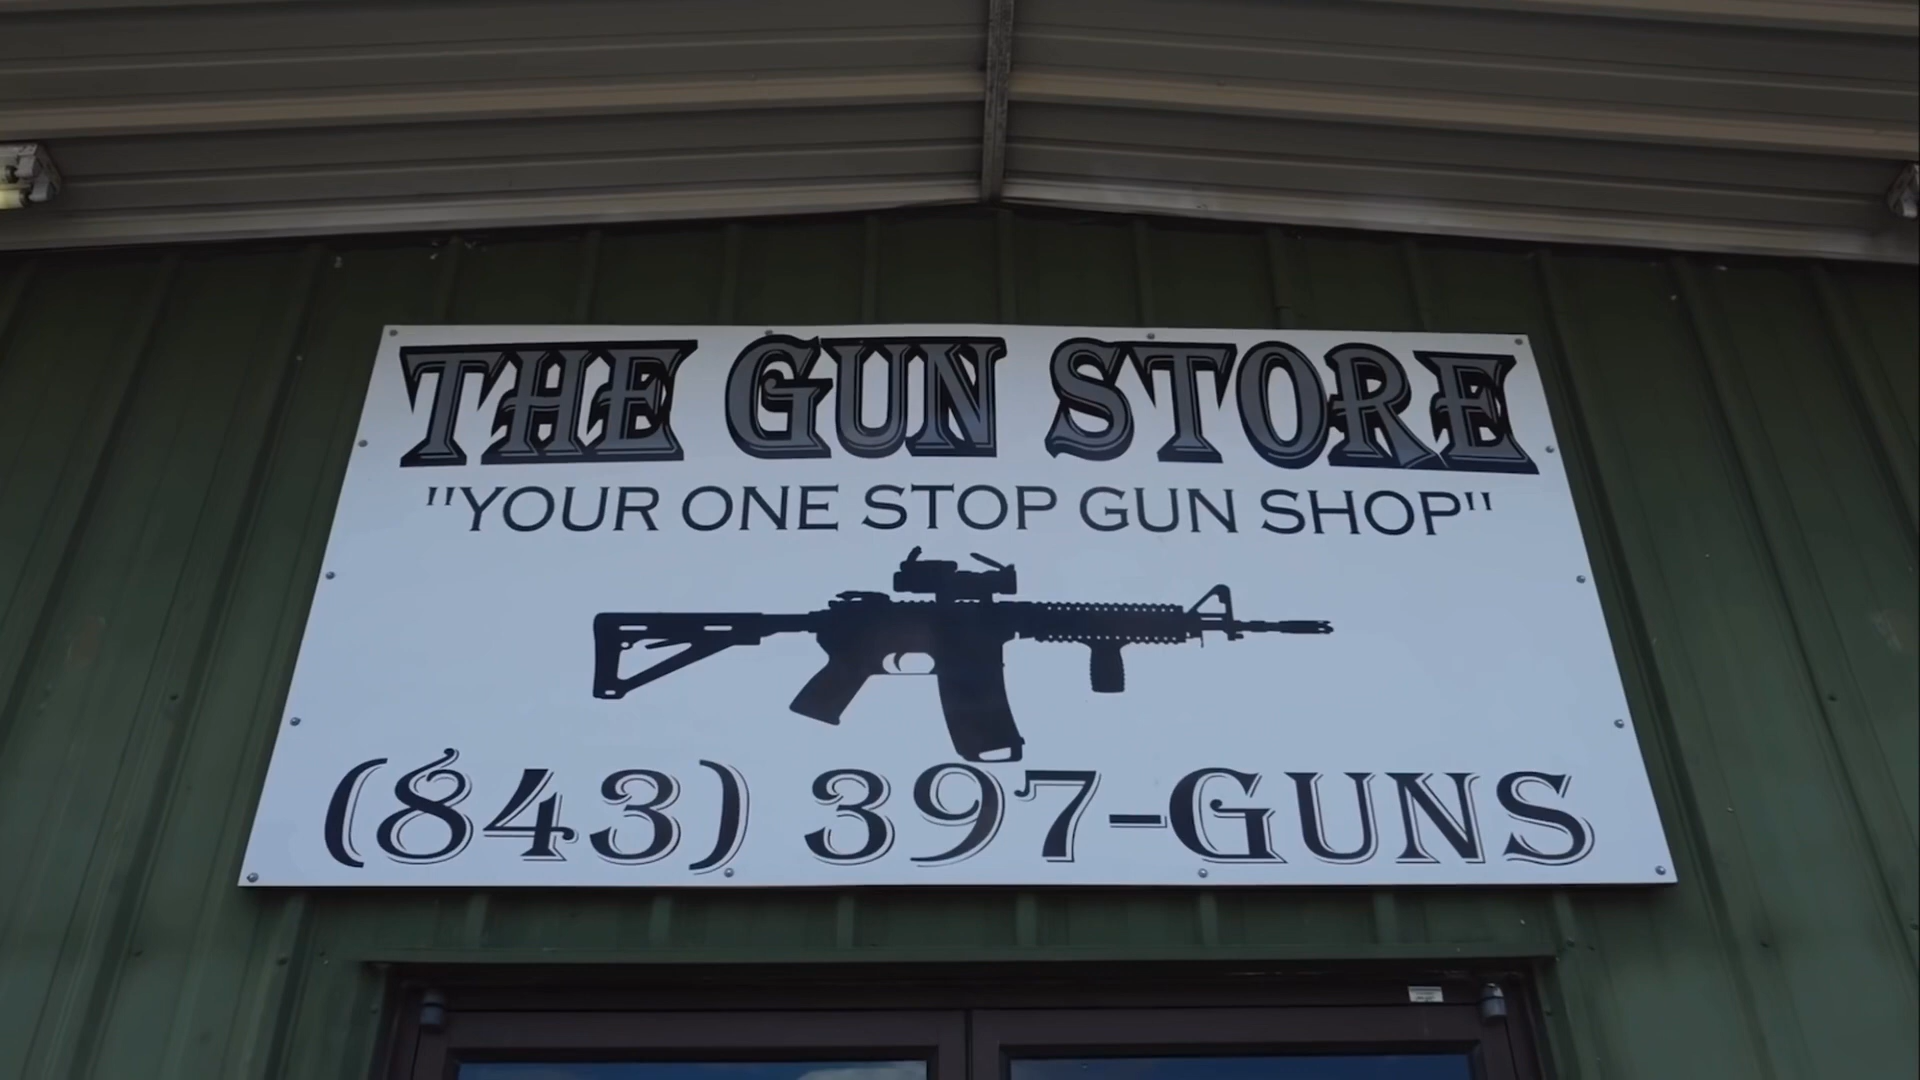 THE GUN STORE
"YOUR ONE STOP GUN SHOP"
(843) 397-GUNS